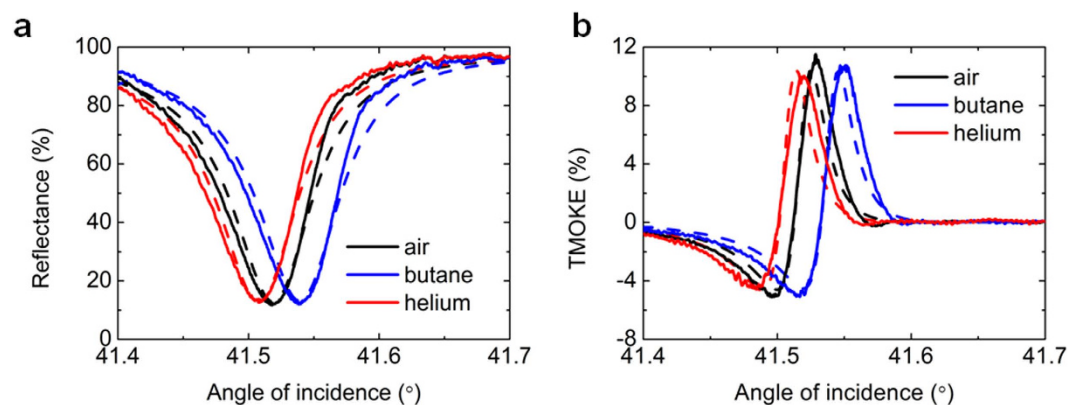 a
100
80
60
40
20
0
Reflectance (%)
air
butane
helium
41.4 41.5 41.6 41.7
Angle of incidence (°)
b
12
8
4
0
-4
-8
TMOKE (%)
air
butane
helium
41.4 41.5 41.6 41.7
Angle of incidence (°)